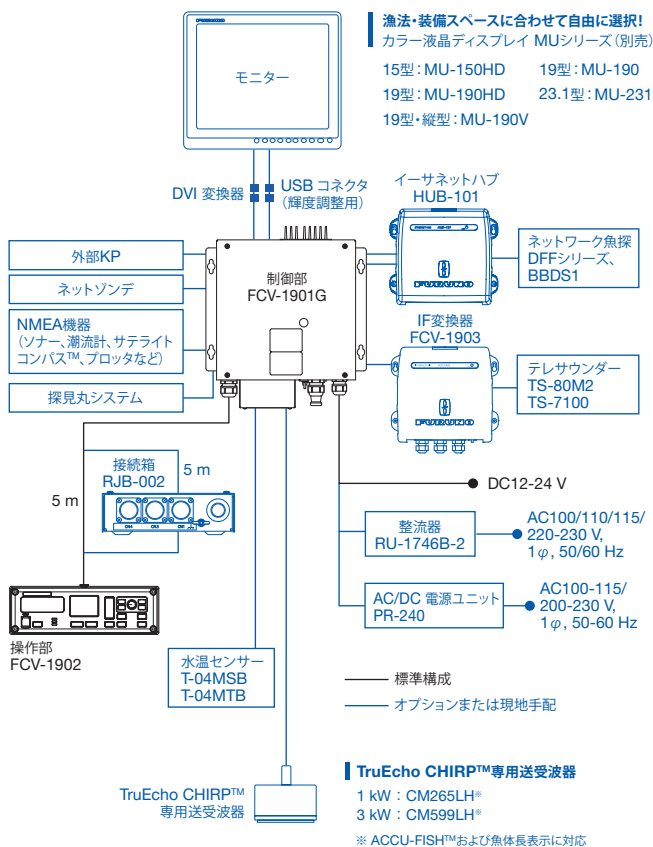 漁法・装備スペースに合わせて自由に選択!
カラー液晶ディスプレイ MUシリーズ(別売)
15型:MU-150HD 19型:MU-190
19型:MU-190HD 23.1型:MU-231
19型・縦型:MU-190V
モニター
DVI 変換器
USB コネクタ
(輝度調整用)
イーサネットハブ
HUB-101
FURUNO
外部KP
ネットゾンデ
NMEA機器
(ソナー、潮流計、サテライト
コンパス™、プロッタなど)
探見丸システム
制御部
FCV-1901G
ネットワーク魚探
DFFシリーズ、
BBDS1
IF変換器
FCV-1903
FURUNO
テレサウンダー
TS-80M2
TS-7100
5 m
接続箱
RJB-002
5 m
DC12-24 V
整流器
RU-1746B-2
AC100/110/115/
220-230 V,
1φ, 50/60 Hz
AC/DC 電源ユニット
PR-240
AC100-115/
200-230 V,
1φ, 50-60 Hz
操作部
FCV-1902
水温センサー
T-04MSB
T-04MTB
標準構成
オプションまたは現地手配
TruEcho CHIRP™
専用送受波器
TruEcho CHIRP™専用送受波器
1 kW:CM265LH※
3 kW:CM599LH※
※ ACCU-FISH™および魚体長表示に対応